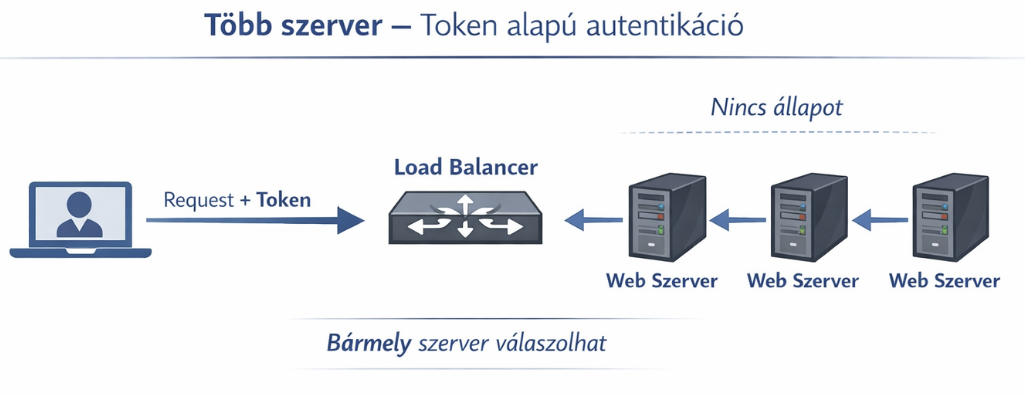 Több szerver – Token alapú autentikáció
Nincs állapot
Load Balancer
Request + Token
Web Szerver
Web Szerver
Web Szerver
Bármely szerver válaszolhat